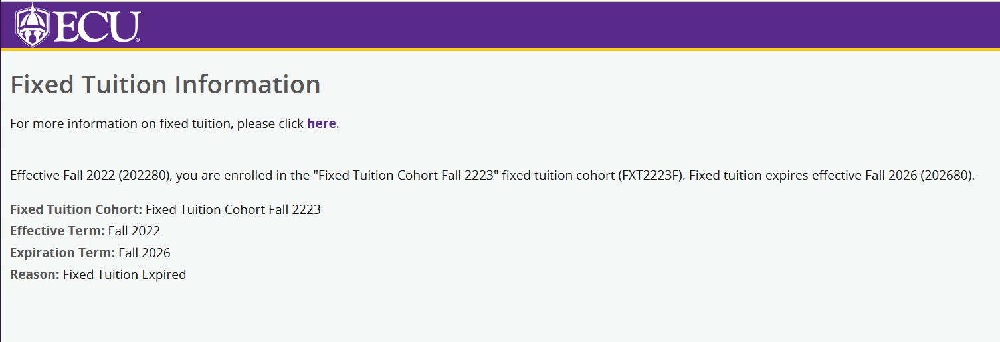 ECU®
Fixed Tuition Information
For more information on fixed tuition, please click here.
Effective Fall 2022 (202280), you are enrolled in the "Fixed Tuition Cohort Fall 2223" fixed tuition cohort (FXT2223F). Fixed tuition expires effective Fall 2026 (202680).
Fixed Tuition Cohort: Fixed Tuition Cohort Fall 2223
Effective Term: Fall 2022
Expiration Term: Fall 2026
Reason: Fixed Tuition Expired